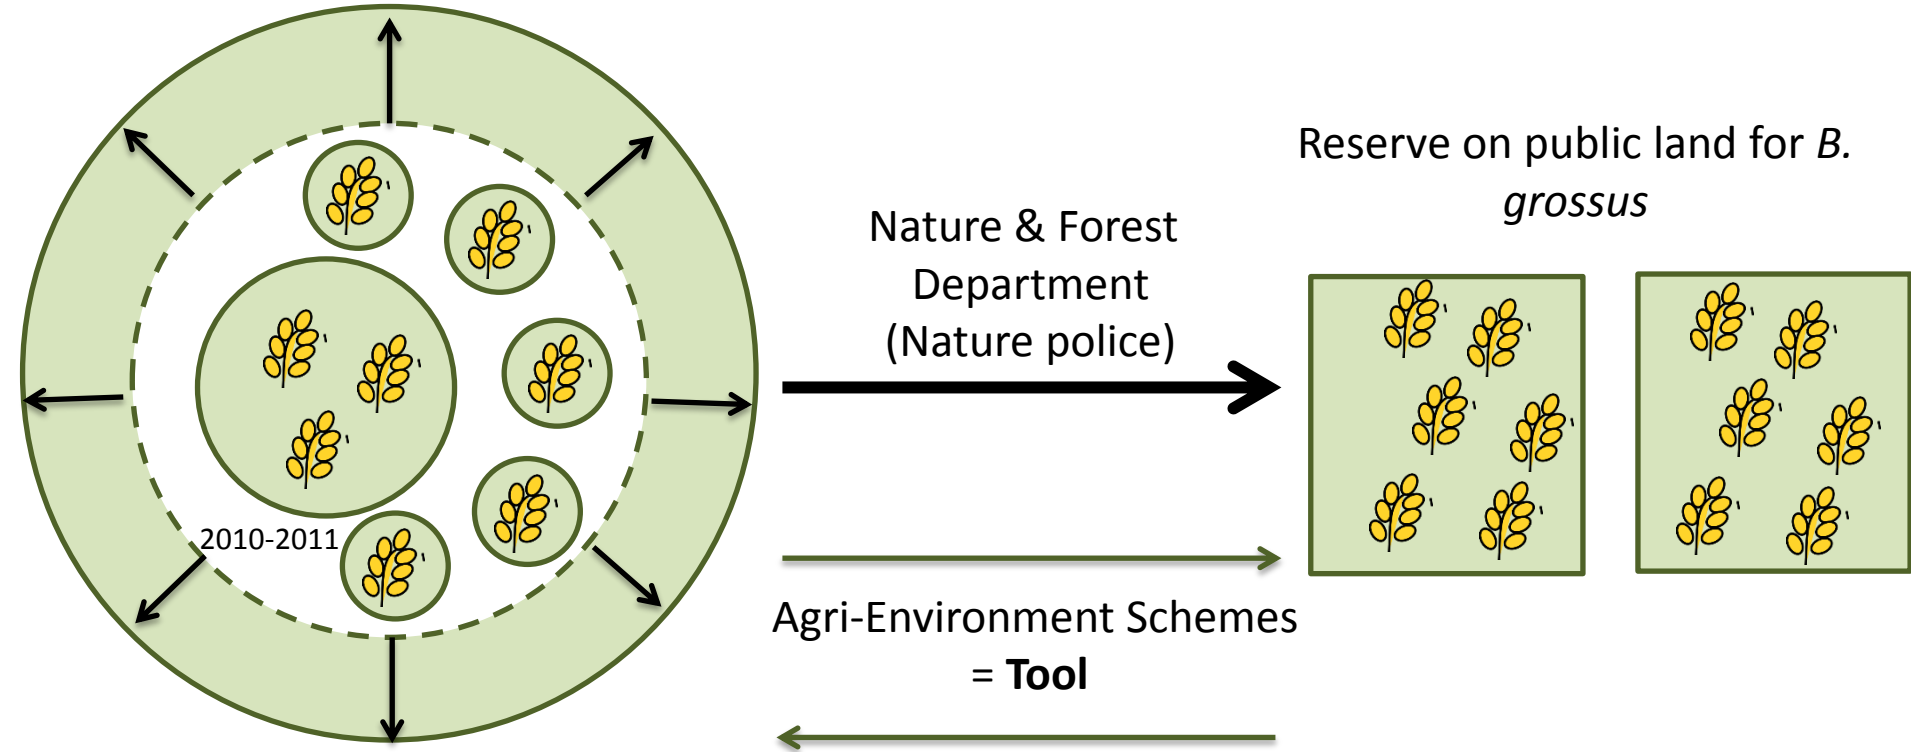 2010-2011
Nature & Forest
Department
(Nature police)
Agri-Environment Schemes
= Tool
Reserve on public land for B.
grossus